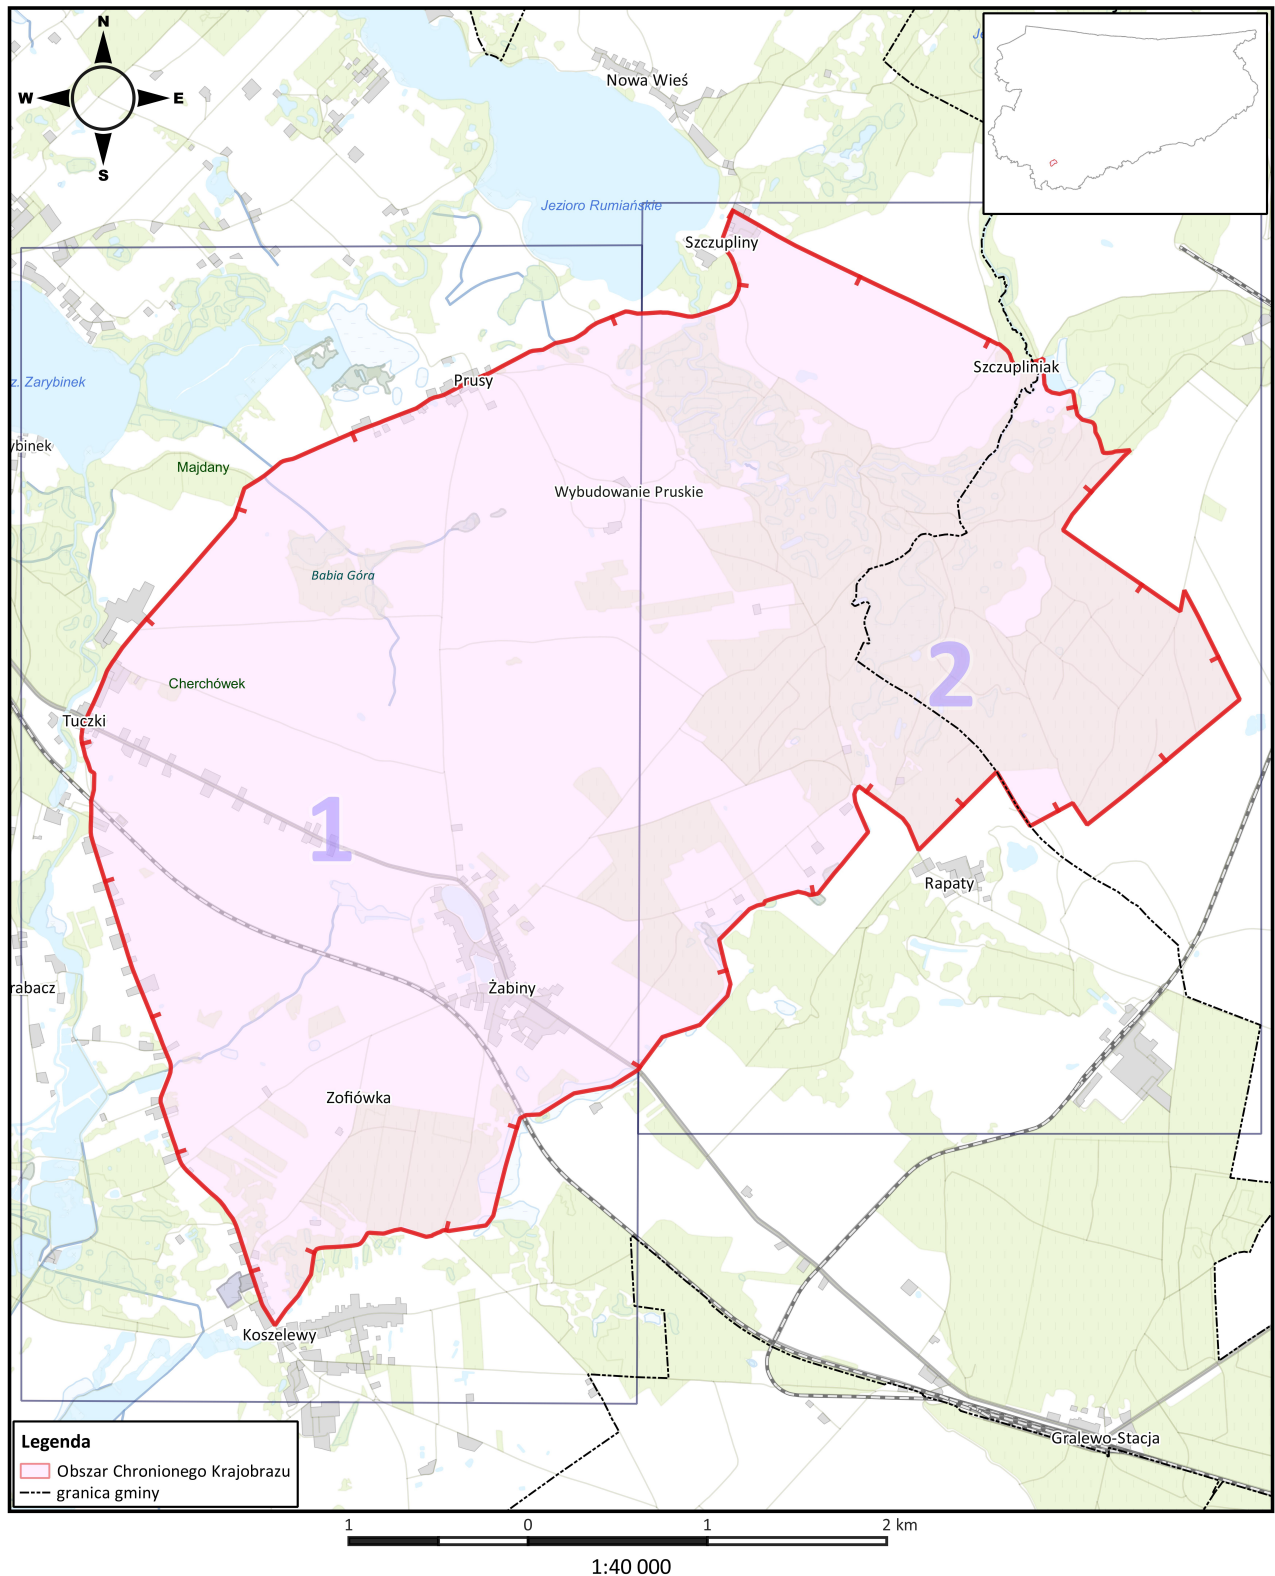 N
W E
S
Nowa Wieś
Je
Jezioro Rumiańskie
Szczupliny
Szczupliniak
z. Zarybinek
Prusy
ybinek
Majdany
Wybudowanie Pruskie
Babia Góra
Cherchówek
2
Tuczki
1
Rapaty
rabacz
Żabiny
Zofiówka
Koszelewy
Gralewo-Stacja
Legenda
Obszar Chronionego Krajobrazu
granica gminy
1 0 1 2 km
1:40 000